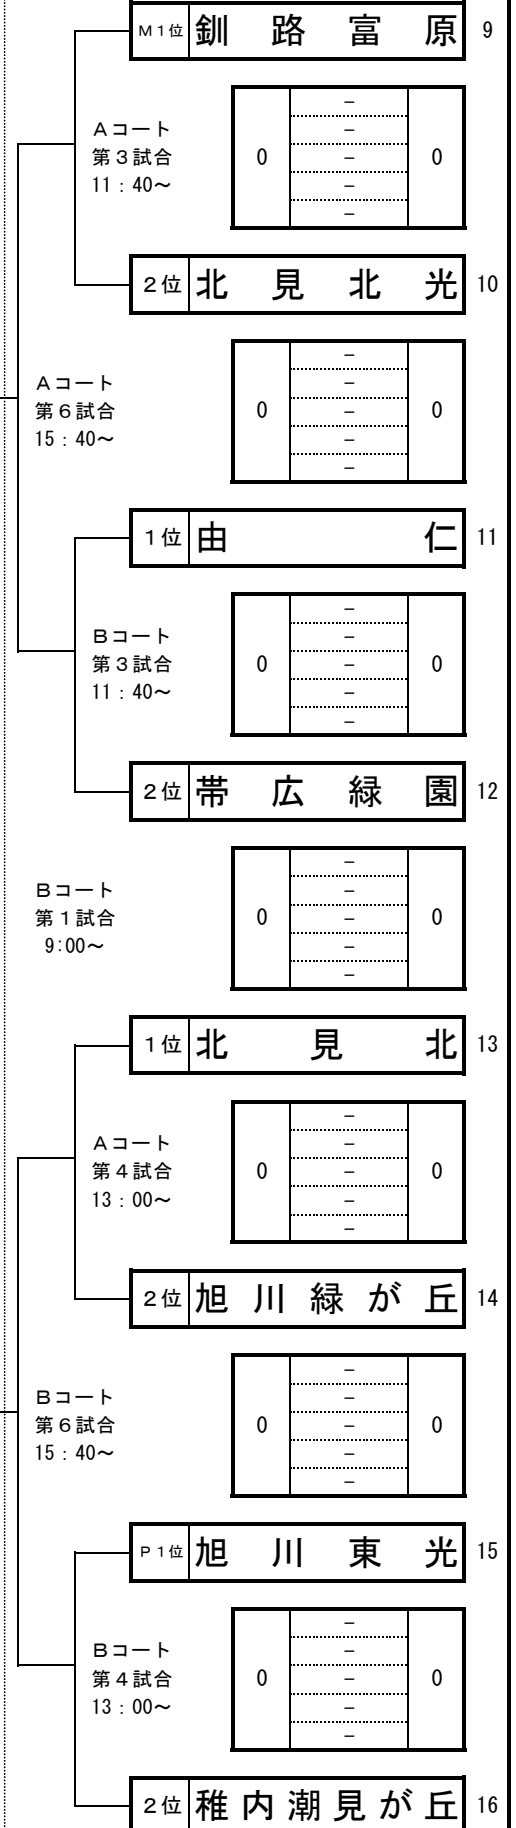 M1位 釧路富原 9
Aコート
第3試合
11：40～
0 － 0
－
－
－
－
2位 北見北光 10
Aコート
第6試合
15：40～
0 － 0
－
－
－
－
1位 由仁 11
Bコート
第3試合
11：40～
0 － 0
－
－
－
－
2位 帯広緑園 12
Bコート
第1試合
9:00～
0 － 0
－
－
－
－
1位 北見北 13
Aコート
第4試合
13：00～
0 － 0
－
－
－
－
2位 旭川緑が丘 14
Bコート
第6試合
15：40～
0 － 0
－
－
－
－
P1位 旭川東光 15
Bコート
第4試合
13：00～
0 － 0
－
－
－
－
2位 稚内潮見が丘 16